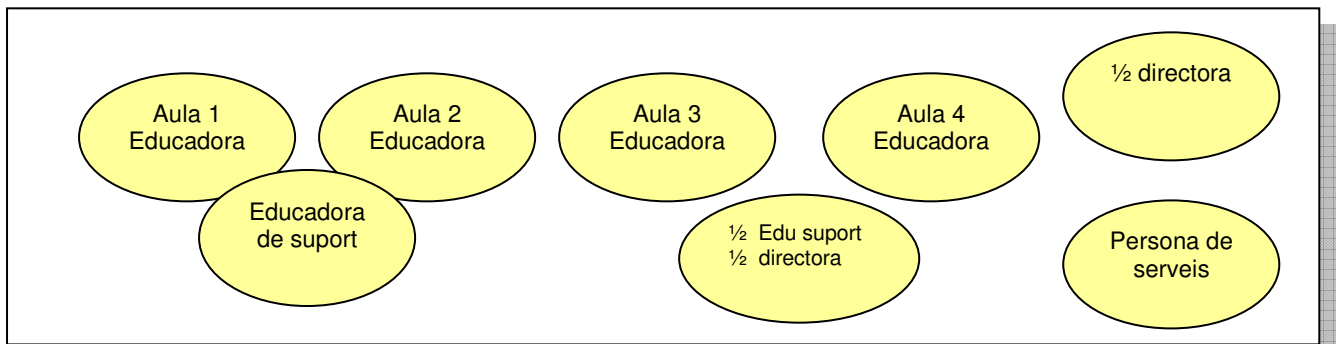 Aula 1
Educadora
Aula 2
Educadora
Aula 3
Educadora
Aula 4
Educadora
½ directora
Educadora
de suport
½ Edu suport
½ directora
Persona de
serveis